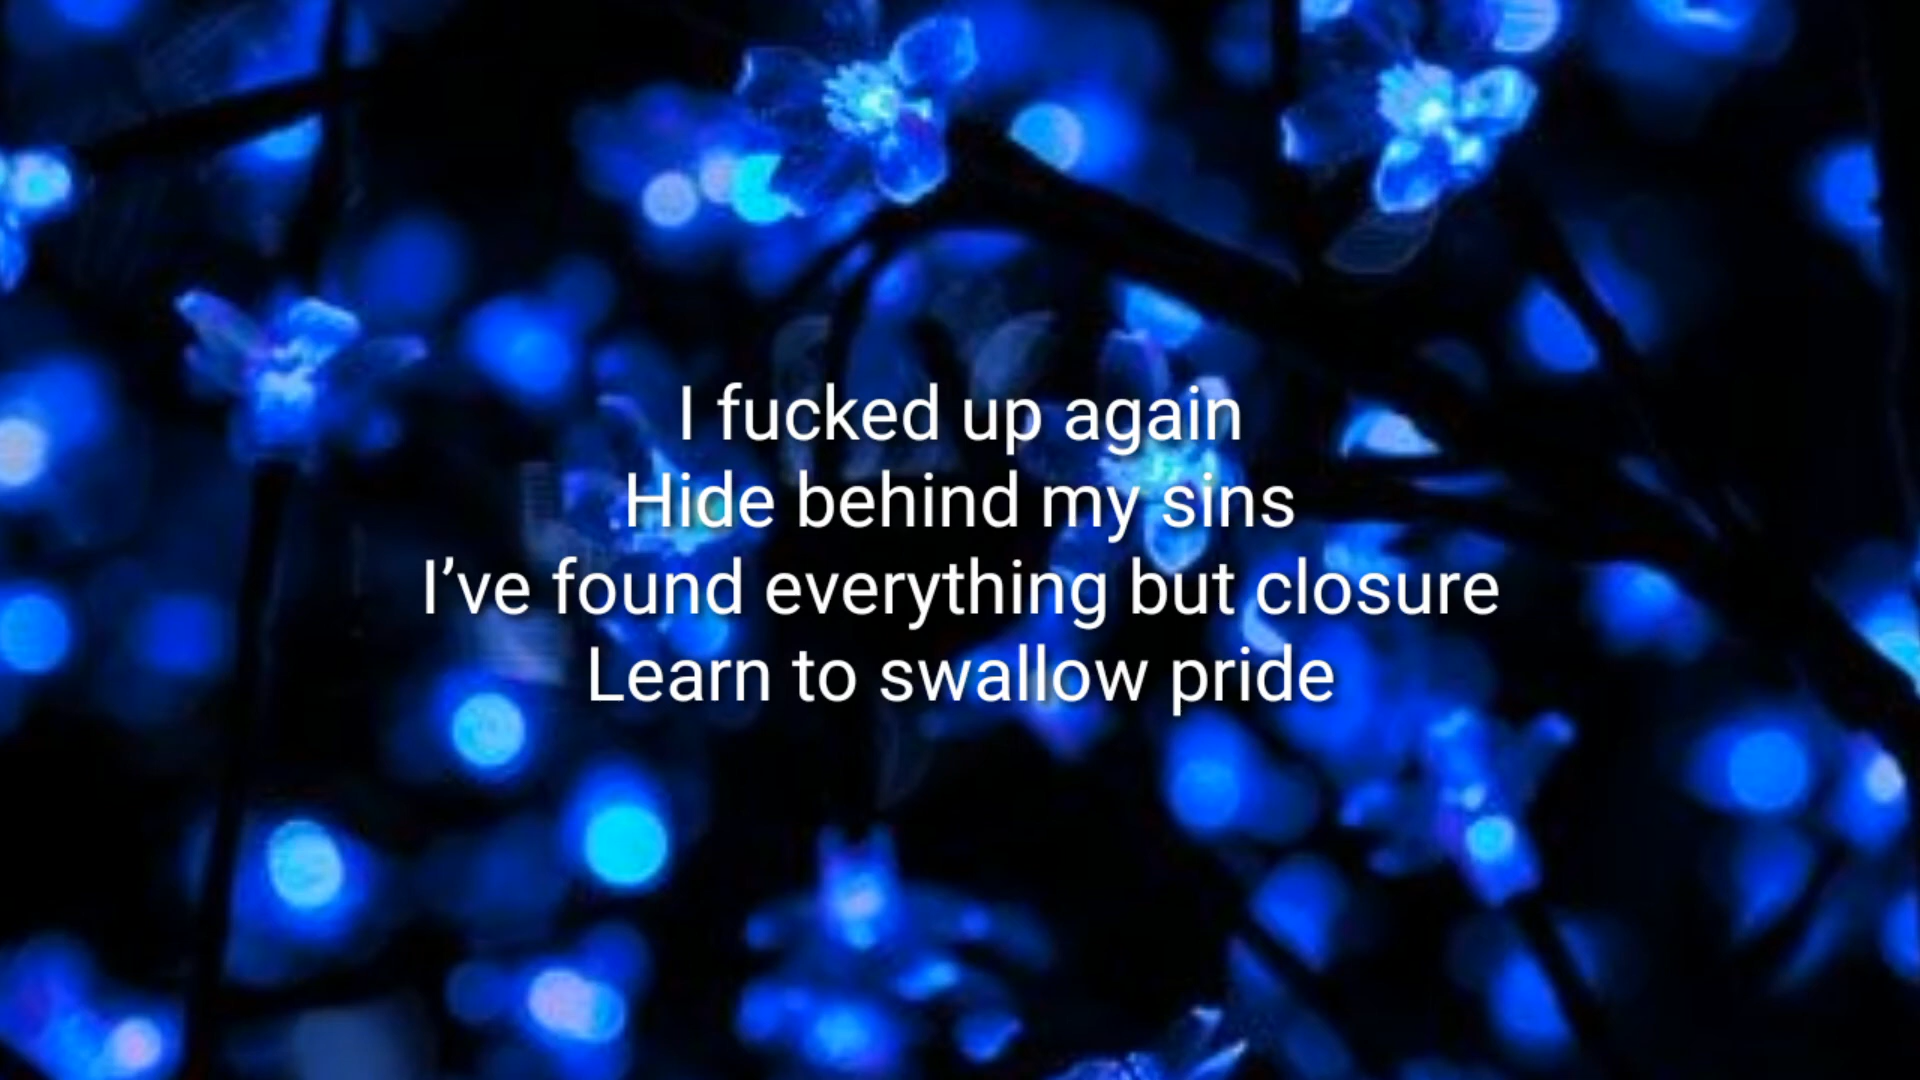 I fucked up again
Hide behind my sins
I’ve found everything but closure
Learn to swallow pride